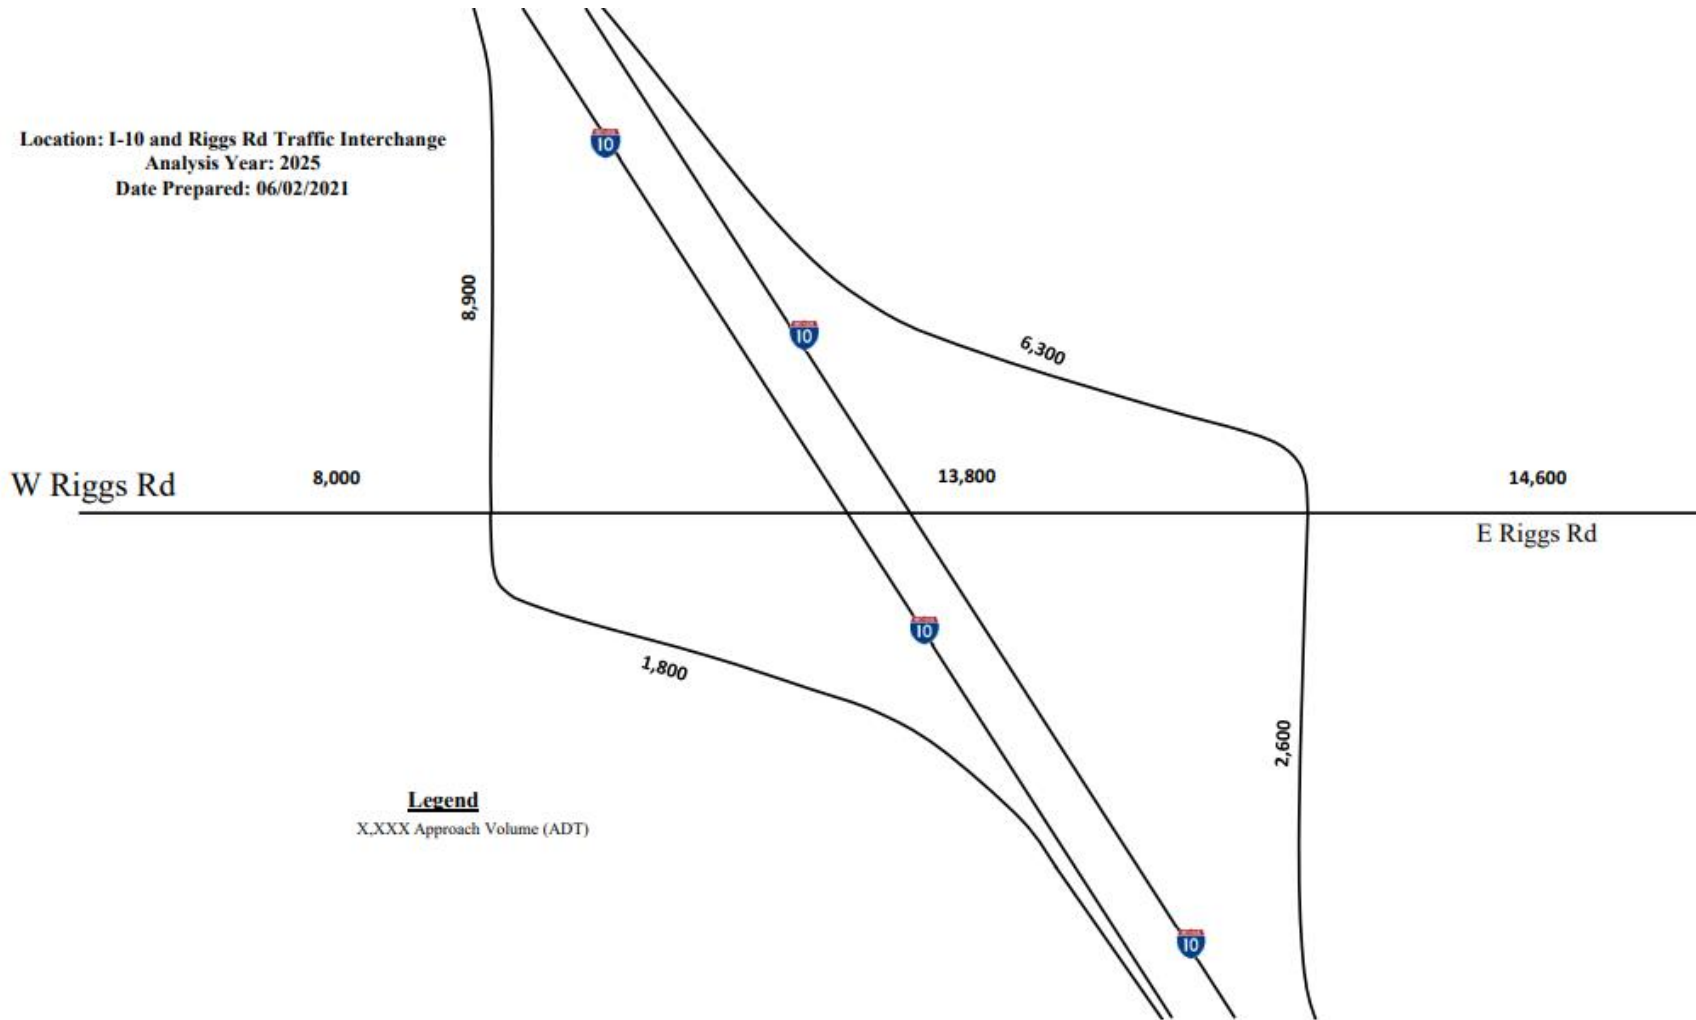 Location: I-10 and Riggs Rd Traffic Interchange
Analysis Year: 2025
Date Prepared: 06/02/2021
10
10
8,900
6,300
W Riggs Rd
8,000
13,800
14,600
E Riggs Rd
10
1,800
2,600
Legend
X,XXX Approach Volume (ADT)
10